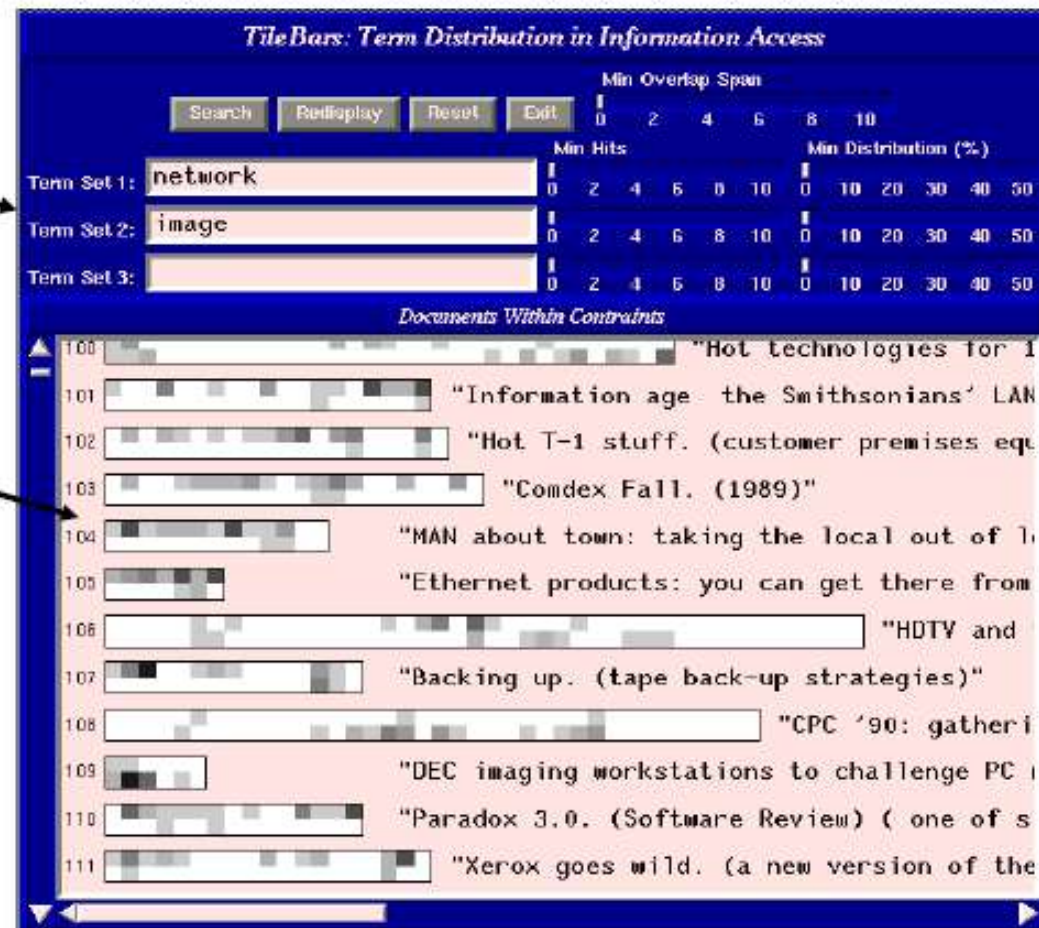 TileBars: Term Distribution in Information Access
Min Overlap Span
Search Redisplay Reset Exit 0 2 4 6 8 10
Min Hits Min Distribution (%)
Term Set 1: network 0 2 4 6 8 10 0 10 20 30 40 50
Term Set 2: image 0 2 4 6 8 10 0 10 20 30 40 50
Term Set 3: 0 2 4 6 8 10 0 10 20 30 40 50
Documents Within Contraints
100 "Hot technologies for 1
101 "Information age the Smithsonians' LAN
102 "Hot T-1 stuff. (customer premises equ
103 "Comdex Fall. (1989)"
104 "MAN about town: taking the local out of l
105 "Ethernet products: you can get there from
106 "HDTV and
107 "Backing up. (tape back-up strategies)"
108 "CPC '90: gatheri
109 "DEC imaging workstations to challenge PC
110 "Paradox 3.0. (Software Review) ( one of s
111 "Xerox goes wild. (a new version of the